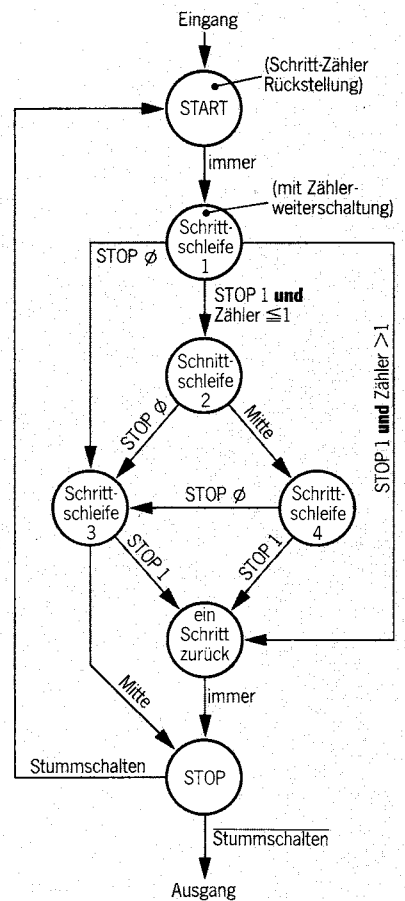 Eingang
(Schritt-Zähler
Rückstellung)
START
immer
(mit Zähler-
weiterschaltung)
Schritt-
schleife
1
STOP ∅
STOP 1 und
Zähler ≦1
STOP 1 und Zähler >1
Schnitt-
schleife
2
STOP ∅
Mitte
Schritt-
schleife
3
STOP ∅
Schritt-
schleife
4
STOP 1
STOP 1
ein
Schritt
zurück
Mitte
immer
Stummschalten
STOP
Stummschalten
Ausgang